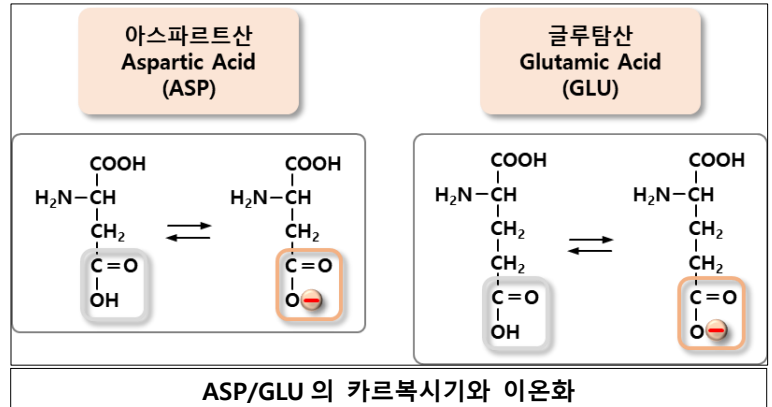 아스파르트산
Aspartic Acid
(ASP)
글루탐산
Glutamic Acid
(GLU)
COOH
H₂N–CH
CH₂
C=O
OH
COOH
H₂N–CH
CH₂
C=O
O−
COOH
H₂N–CH
CH₂
CH₂
C=O
OH
COOH
H₂N–CH
CH₂
CH₂
C=O
O−
ASP/GLU 의 카르복시기와 이온화